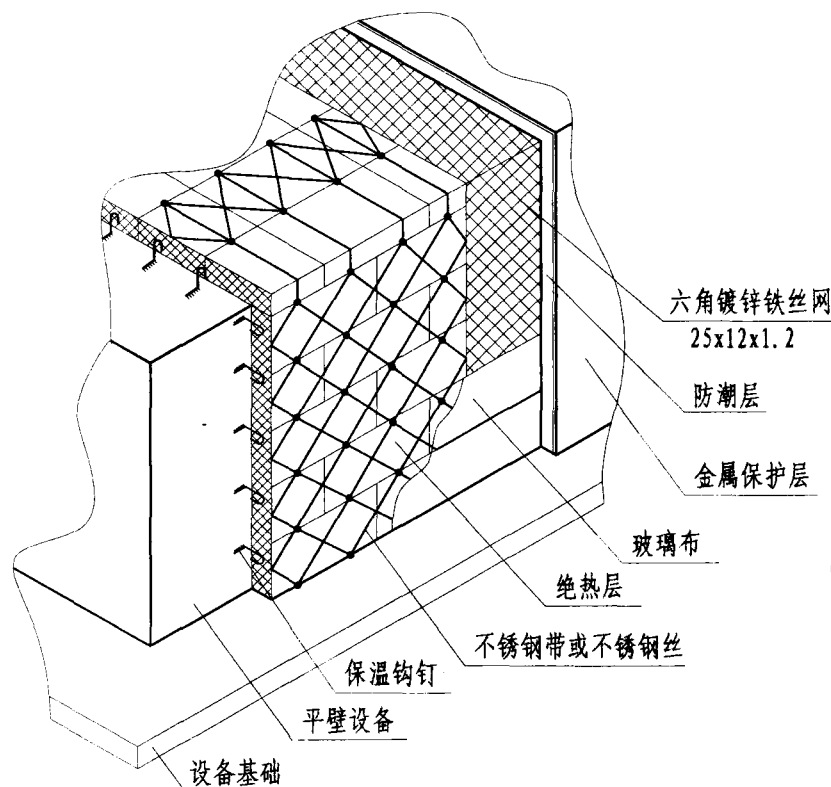 六角镀锌铁丝网
25x12x1.2
防潮层
金属保护层
玻璃布
绝热层
不锈钢带或不锈钢丝
保温钩钉
平壁设备
设备基础